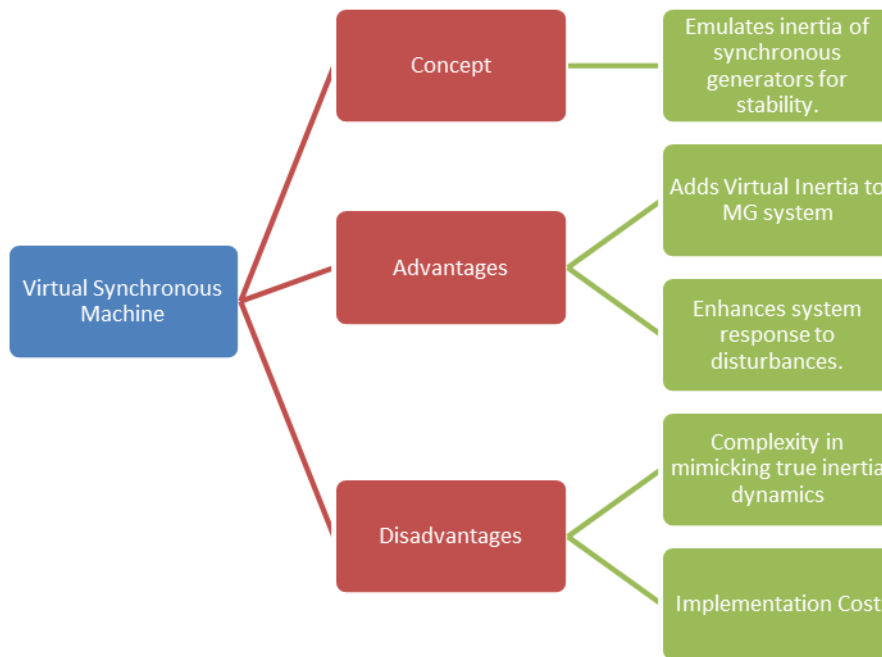 Virtual Synchronous
Machine
Concept
Emulates inertia of
synchronous
generators for
stability.
Advantages
Adds Virtual Inertia to
MG system
Enhances system
response to
disturbances.
Disadvantages
Complexity in
mimicking true inertia
dynamics
Implementation Cost